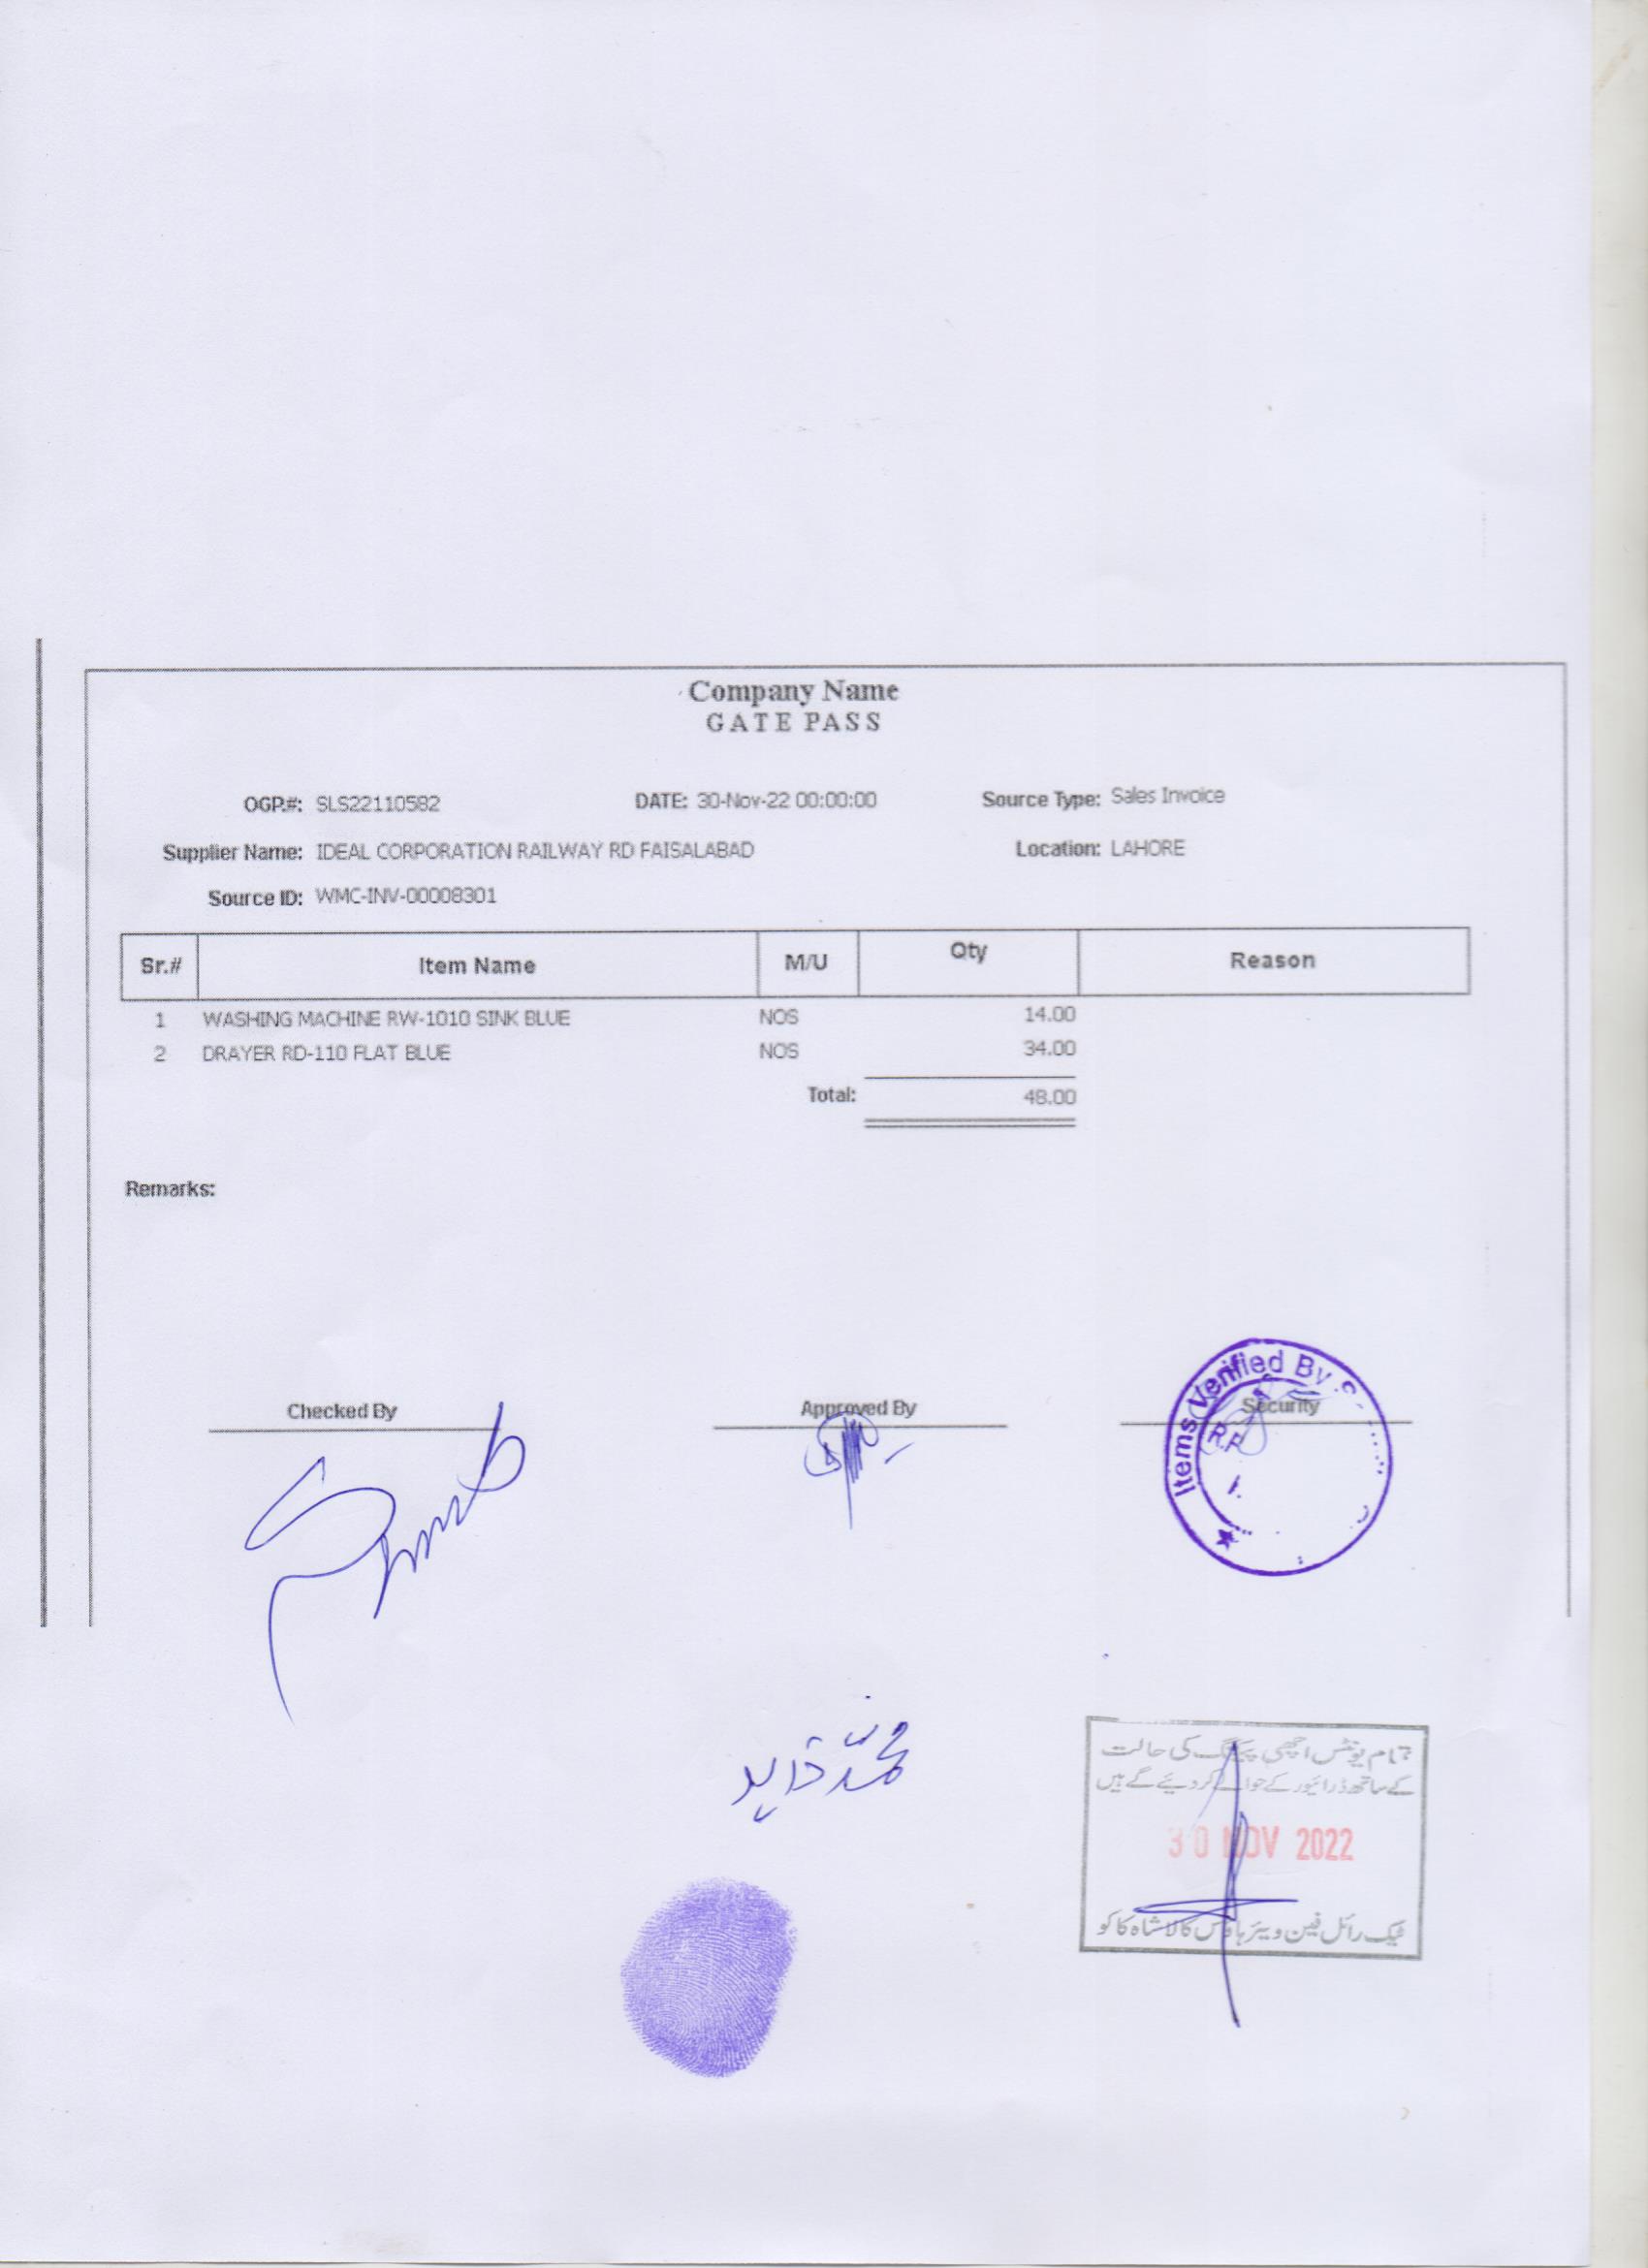 Company Name
GATE PASS
OGP.#: SLS22110582 DATE: 30-Nov-22 00:00:00 Source Type: Sales Invoice
Supplier Name: IDEAL CORPORATION RAILWAY RD FAISALABAD Location: LAHORE
Source ID: WMC-INV-00008301
Sr.# Item Name M/U Qty Reason
1 WASHING MACHINE RW-1010 SINK BLUE NOS 14.00
2 DRAYER RD-110 FLAT BLUE NOS 34.00
Total: 48.00
Remarks:
Checked By Approved By Security
Items Verified By
R.F
محمد
تمام یونٹس اچھی پیکنگ کی حالت
کے ساتھ ڈرائیور کے حوالے کر دیئے گے ہیں
30 NOV 2022
ٹیک رائل فین ویئر ہاؤس کالا شاہ کاکو